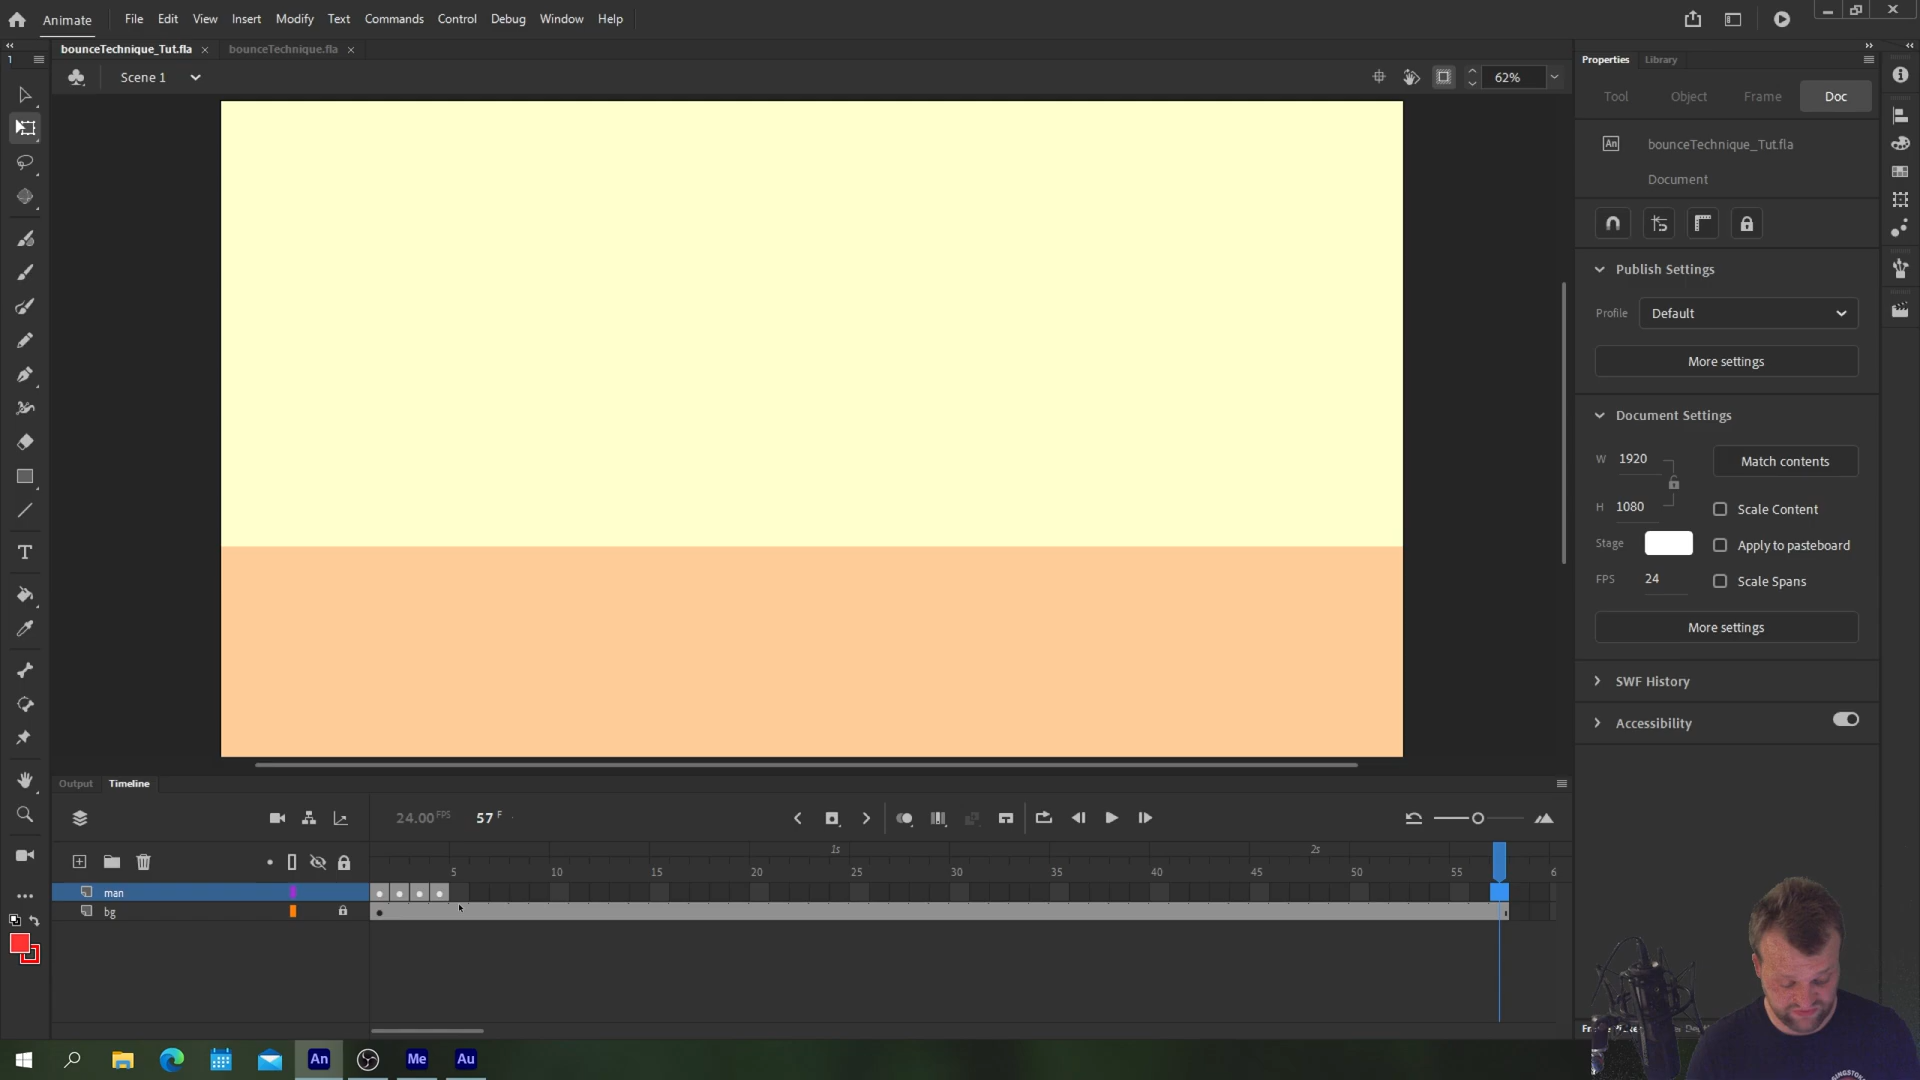 Animate File Edit View Insert Modify Text Commands Control Debug Window Help
bounceTechnique_Tut.fla × bounceTechnique.fla ×
1
Scene 1
62%
Properties Library
Tool Object Frame Doc
An bounceTechnique_Tut.fla
Document
Publish Settings
Profile Default
More settings
Document Settings
W 1920 Match contents
H 1080 Scale Content
Stage Apply to pasteboard
FPS 24 Scale Spans
More settings
SWF History
Accessibility
Output Timeline
24.00 FPS 57 F
1s 2s
5 10 15 20 25 30 35 40 45 50 55 6
man
bg
An Me Au